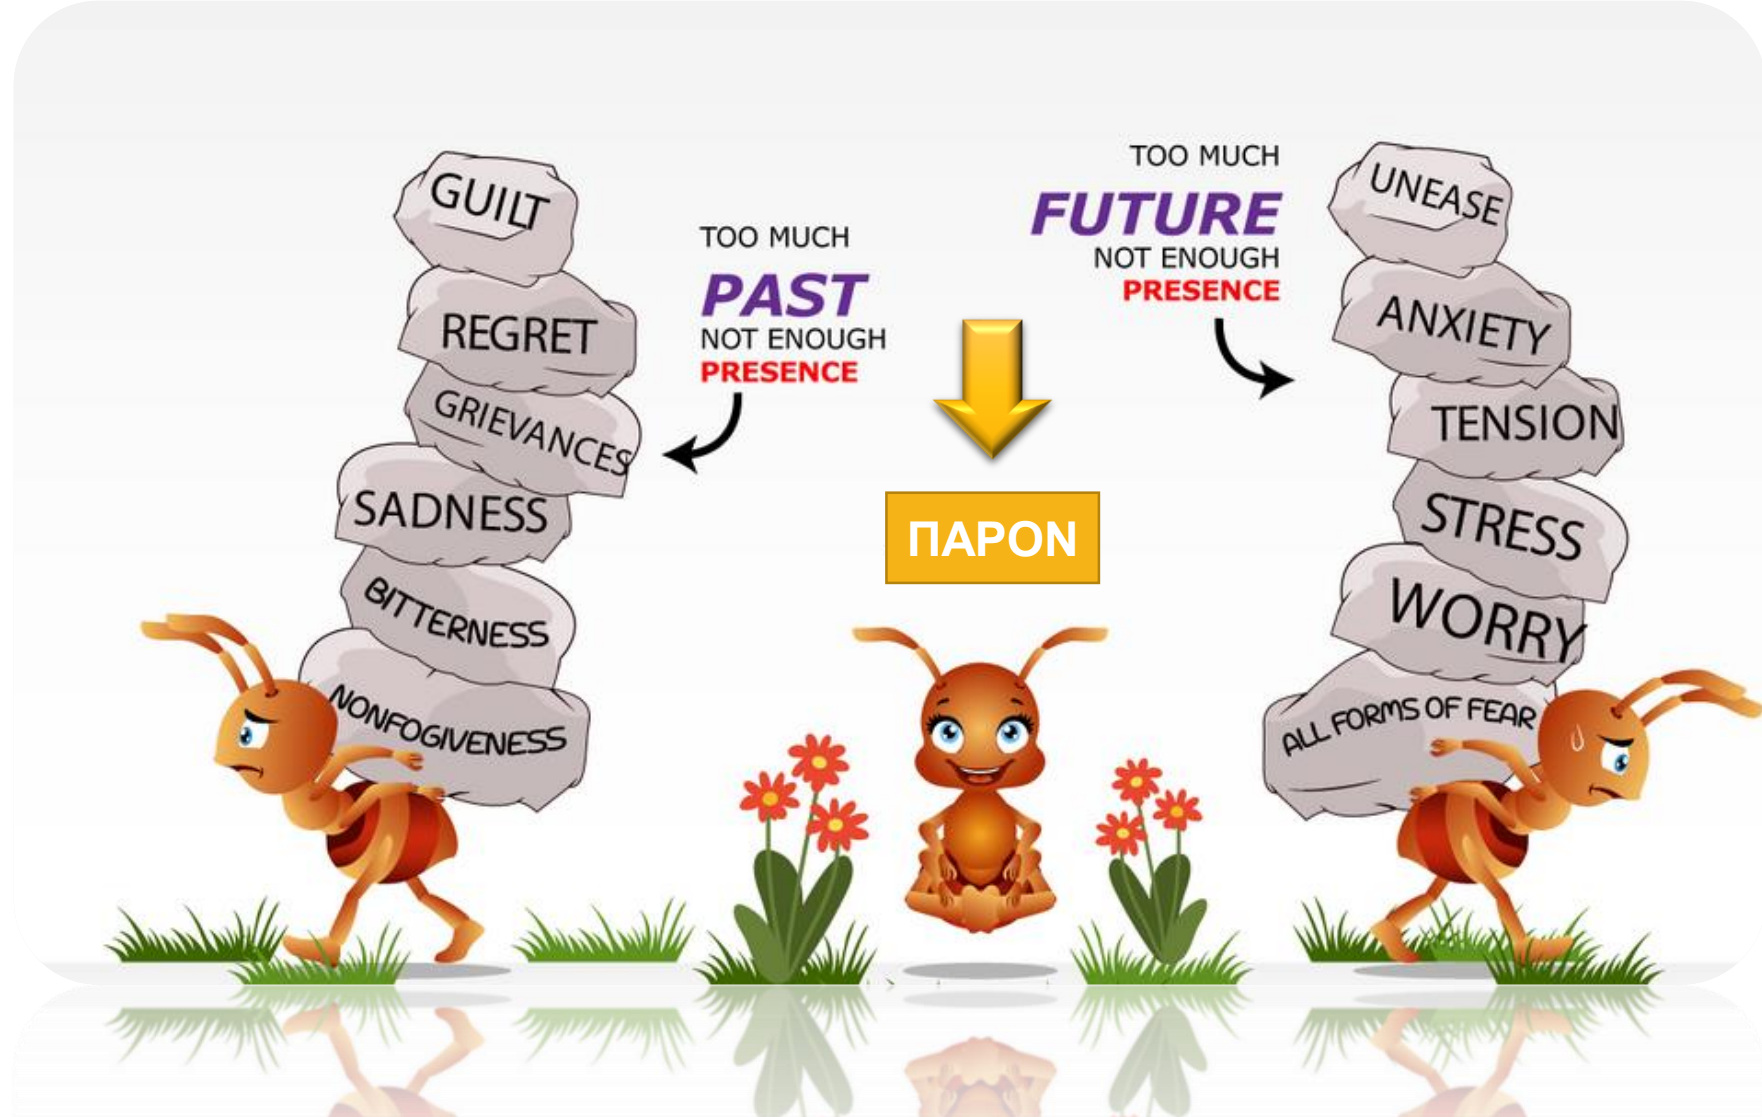 GUILT
REGRET
GRIEVANCES
SADNESS
BITTERNESS
NONFOGIVENESS
TOO MUCH
PAST
NOT ENOUGH
PRESENCE
ΠΑΡΟΝ
TOO MUCH
FUTURE
NOT ENOUGH
PRESENCE
UNEASE
ANXIETY
TENSION
STRESS
WORRY
ALL FORMS OF FEAR